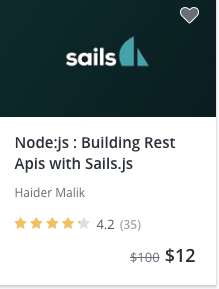 sails
Node:js : Building Rest
Apis with Sails.js
Haider Malik
4.2 (35)
$100 $12